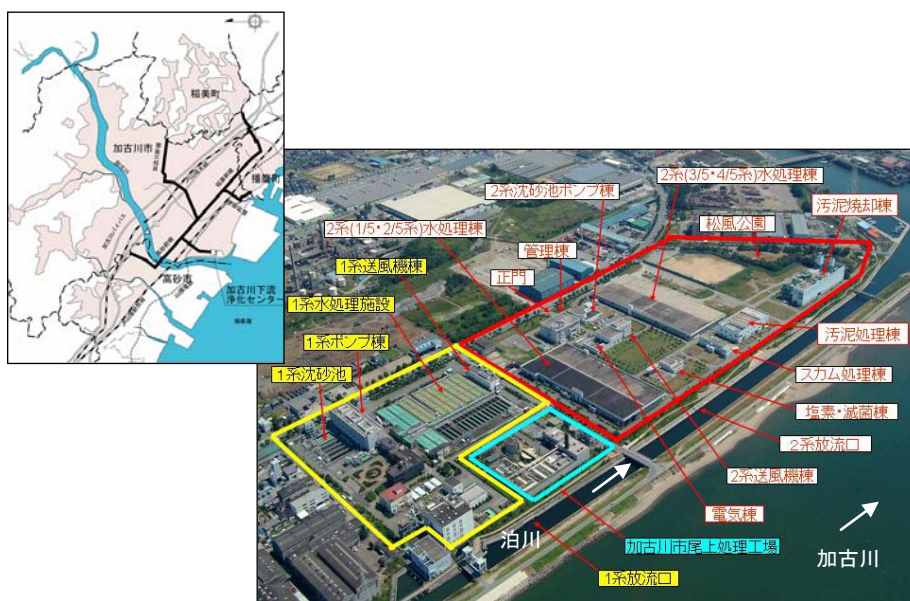 稲美町
加古川市
播磨町
高砂市
加古川下流
浄化センター
播磨灘
2系(3/5・4/5系)水処理棟
2系沈砂池ポンプ棟
汚泥焼却棟
松風公園
2系(1/5・2/5系)水処理棟
管理棟
1系送風機棟
正門
1系水処理施設
1系ポンプ棟
汚泥処理棟
1系沈砂池
スカム処理棟
塩素・滅菌棟
2系放流口
2系送風機棟
電気棟
泊川
加古川市尾上処理工場
加古川
1系放流口